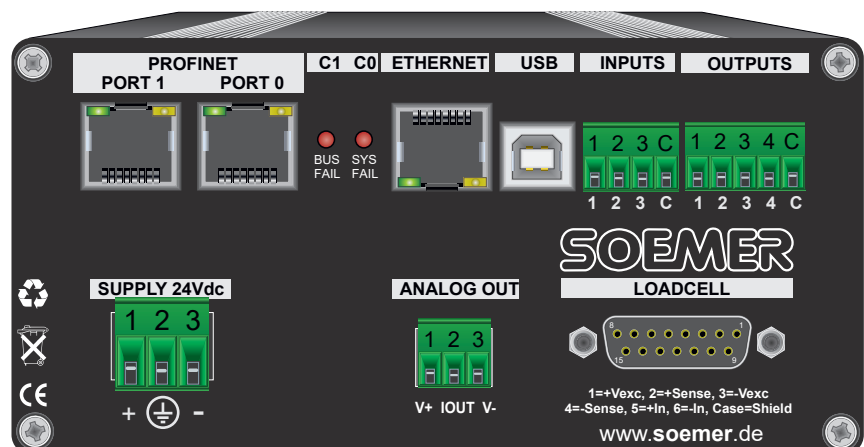 PROFINET
PORT 1 PORT 0
C1 C0
ETHERNET
USB
INPUTS
OUTPUTS
BUS FAIL
SYS FAIL
1 2 3 C
1 2 3 C
1 2 3 4 C
1 2 3 4 C
SOEMER
SUPPLY 24Vdc
1 2 3
+ -
ANALOG OUT
1 2 3
V+ IOUT V-
LOADCELL
8 1
15 9
1=+Vexc, 2=+Sense, 3=-Vexc
4=-Sense, 5=+In, 6=-In, Case=Shield
CE
www.soemer.de